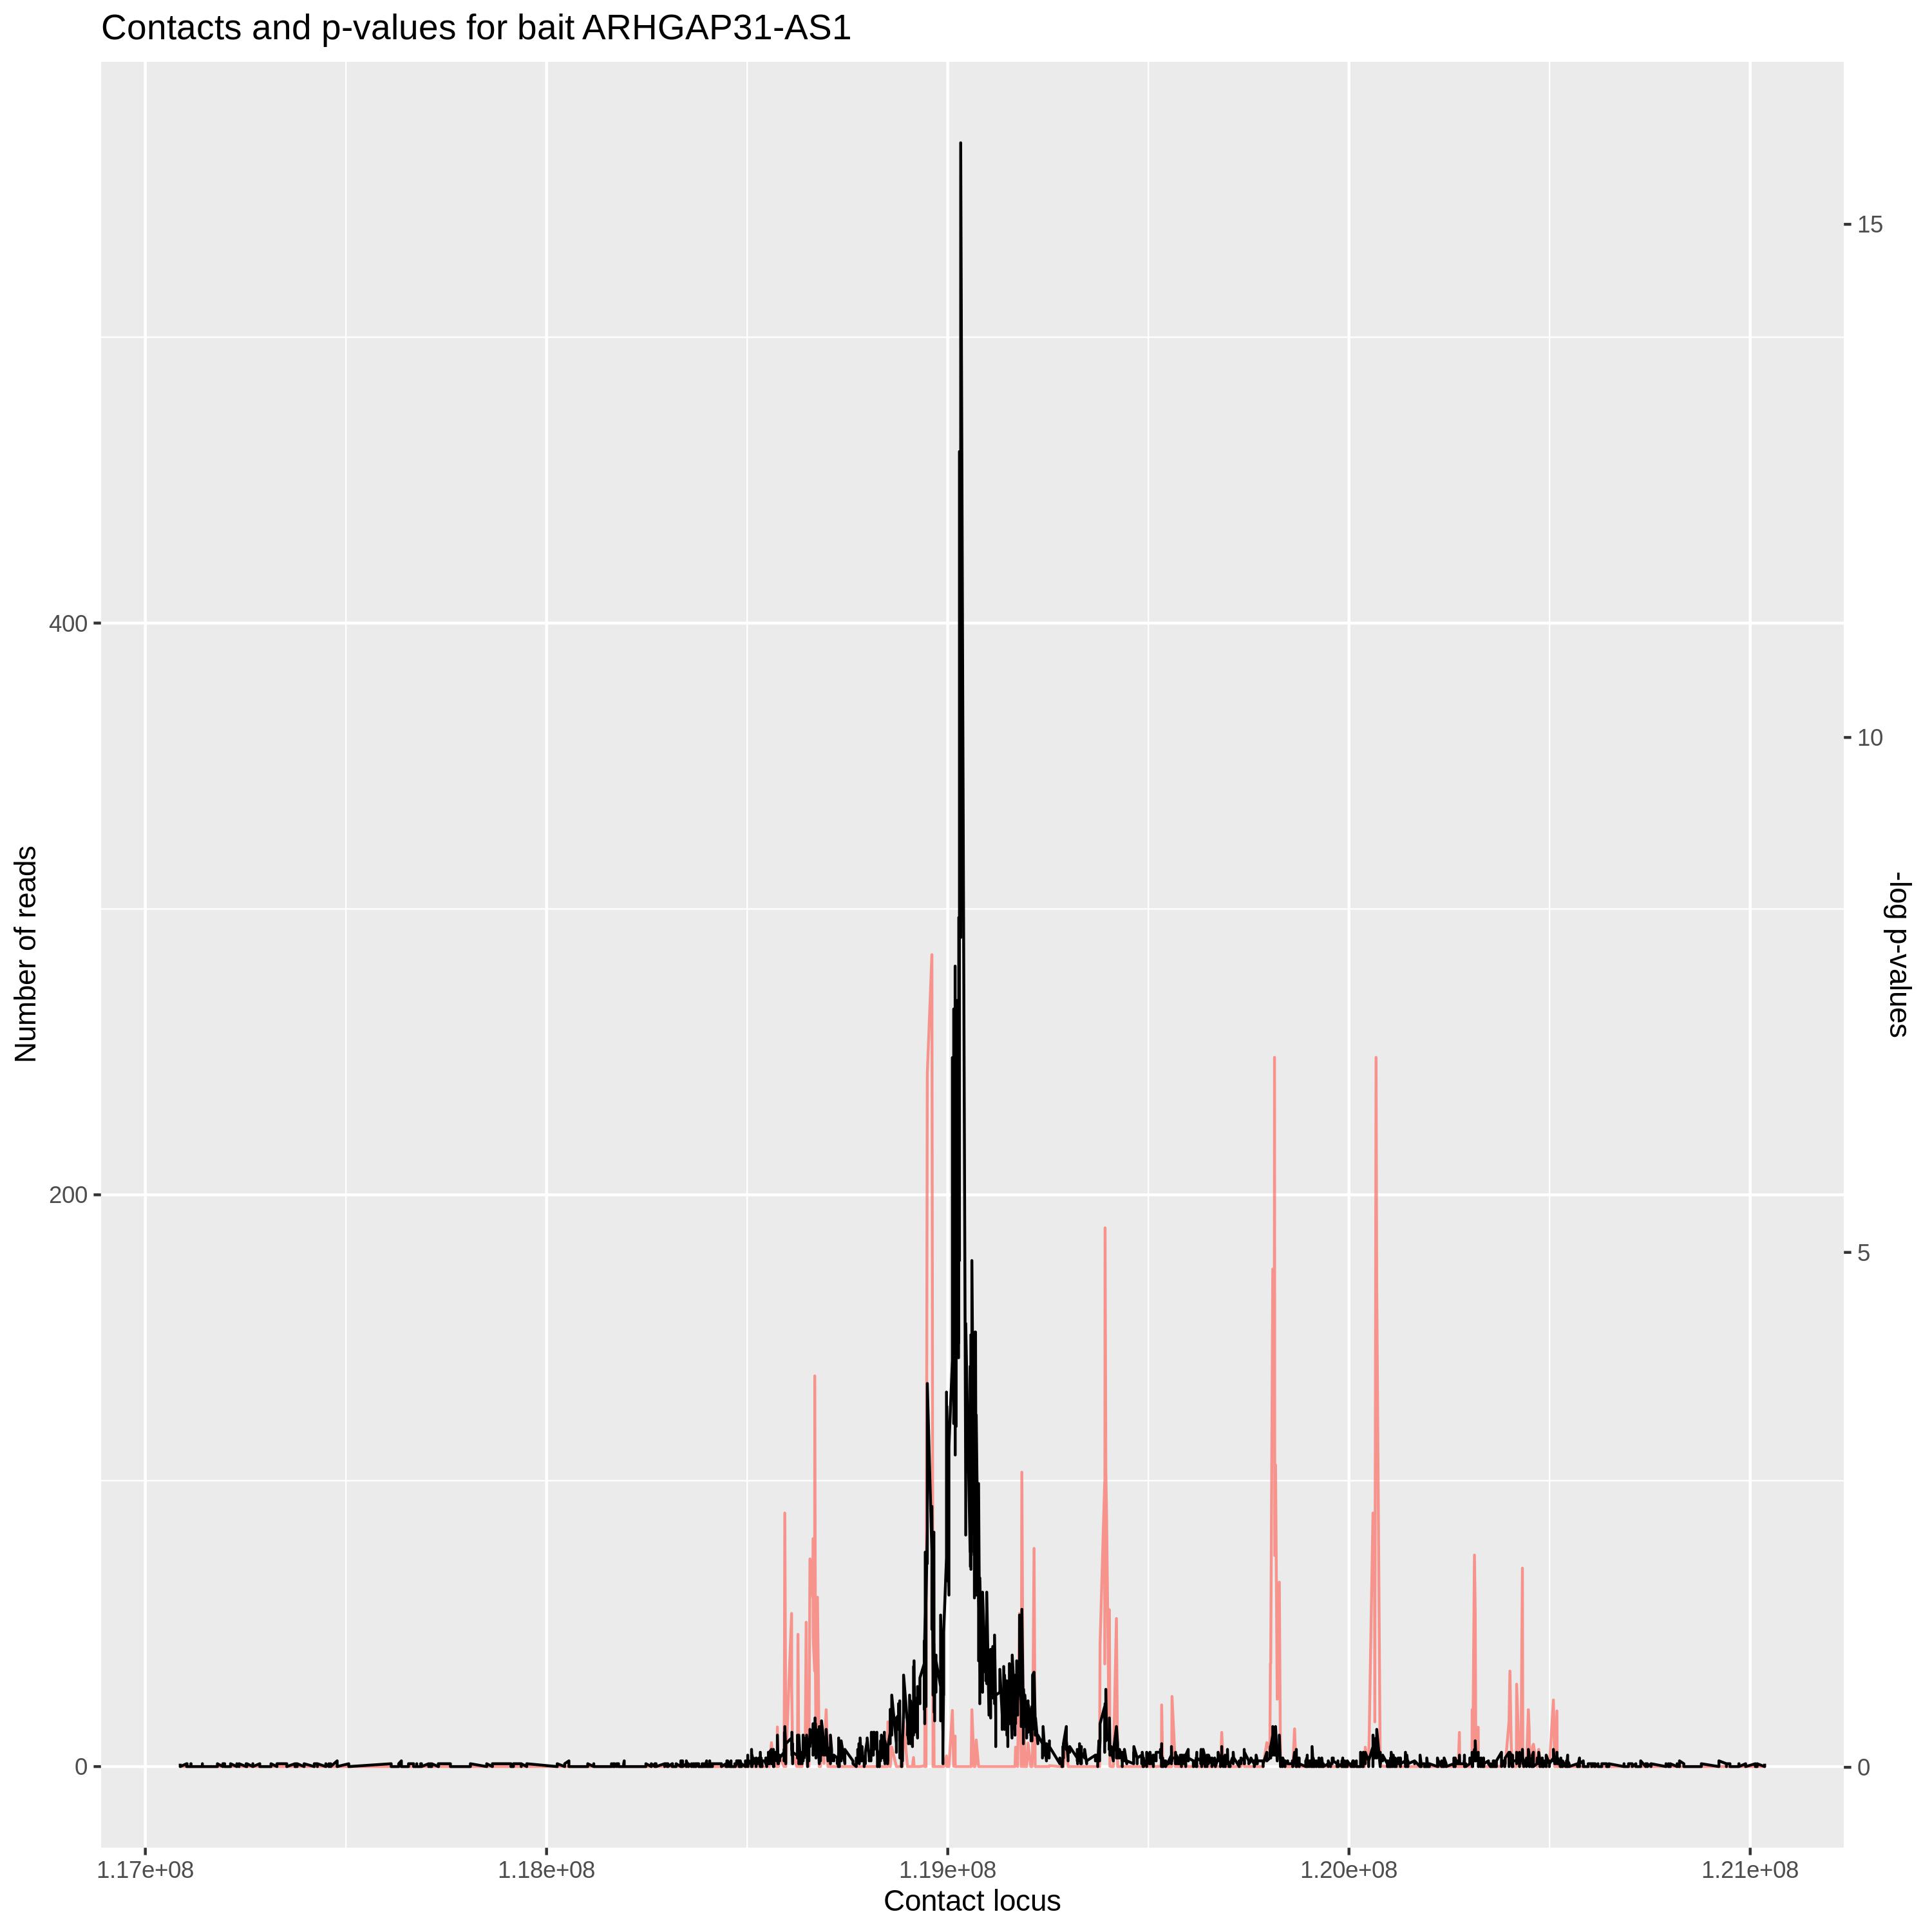 Contacts and p-values for bait ARHGAP31-AS1
Number of reads
400
200
0
15
10
5
0
-log p-values
1.17e+08
1.18e+08
1.19e+08
1.20e+08
1.21e+08
Contact locus